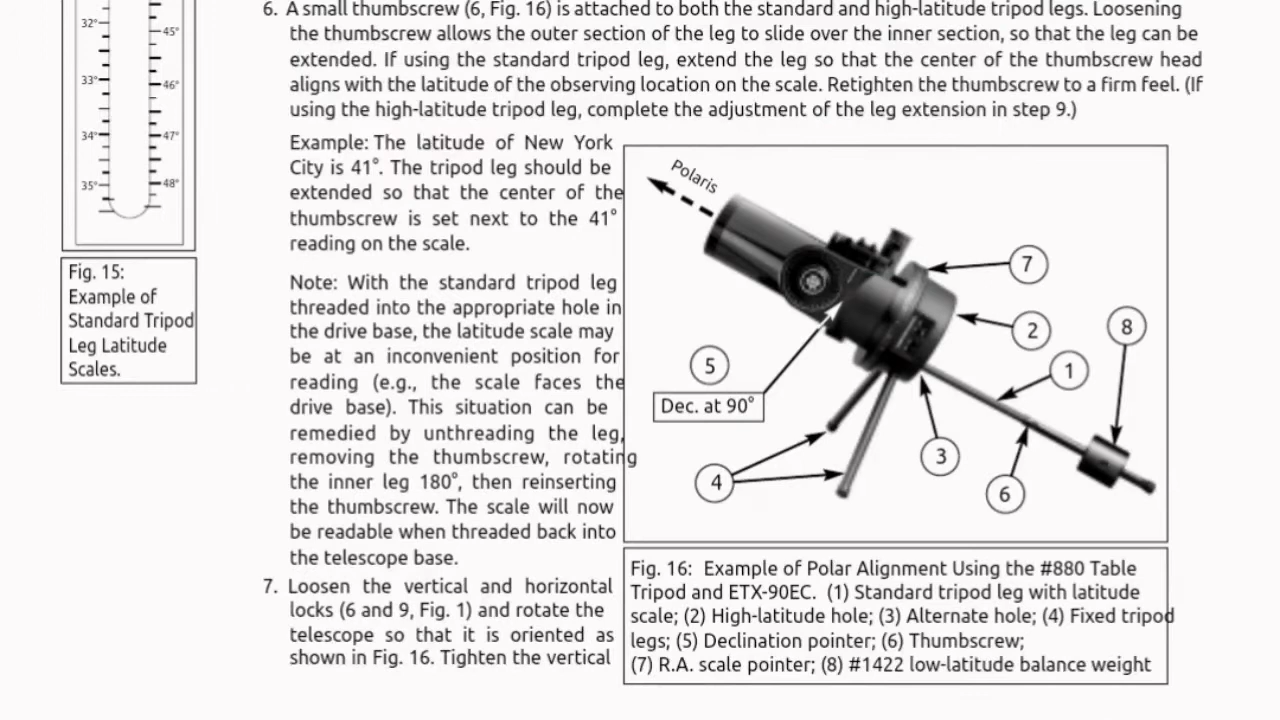 32°
45°
33°
46°
34°
47°
35°
48°
Fig. 15:
Example of
Standard Tripod
Leg Latitude
Scales.
6. A small thumbscrew (6, Fig. 16) is attached to both the standard and high-latitude tripod legs. Loosening
the thumbscrew allows the outer section of the leg to slide over the inner section, so that the leg can be
extended. If using the standard tripod leg, extend the leg so that the center of the thumbscrew head
aligns with the latitude of the observing location on the scale. Retighten the thumbscrew to a firm feel. (If
using the high-latitude tripod leg, complete the adjustment of the leg extension in step 9.)
Example: The latitude of New York
City is 41°. The tripod leg should be
extended so that the center of the
thumbscrew is set next to the 41°
reading on the scale.
Note: With the standard tripod leg
threaded into the appropriate hole in
the drive base, the latitude scale may
be at an inconvenient position for
reading (e.g., the scale faces the
drive base). This situation can be
remedied by unthreading the leg,
removing the thumbscrew, rotating
the inner leg 180°, then reinserting
the thumbscrew. The scale will now
be readable when threaded back into
the telescope base.
7. Loosen the vertical and horizontal
locks (6 and 9, Fig. 1) and rotate the
telescope so that it is oriented as
shown in Fig. 16. Tighten the vertical
Polaris
7
2
8
1
5
Dec. at 90°
3
4
6
Fig. 16: Example of Polar Alignment Using the #880 Table
Tripod and ETX-90EC. (1) Standard tripod leg with latitude
scale; (2) High-latitude hole; (3) Alternate hole; (4) Fixed tripod
legs; (5) Declination pointer; (6) Thumbscrew;
(7) R.A. scale pointer; (8) #1422 low-latitude balance weight